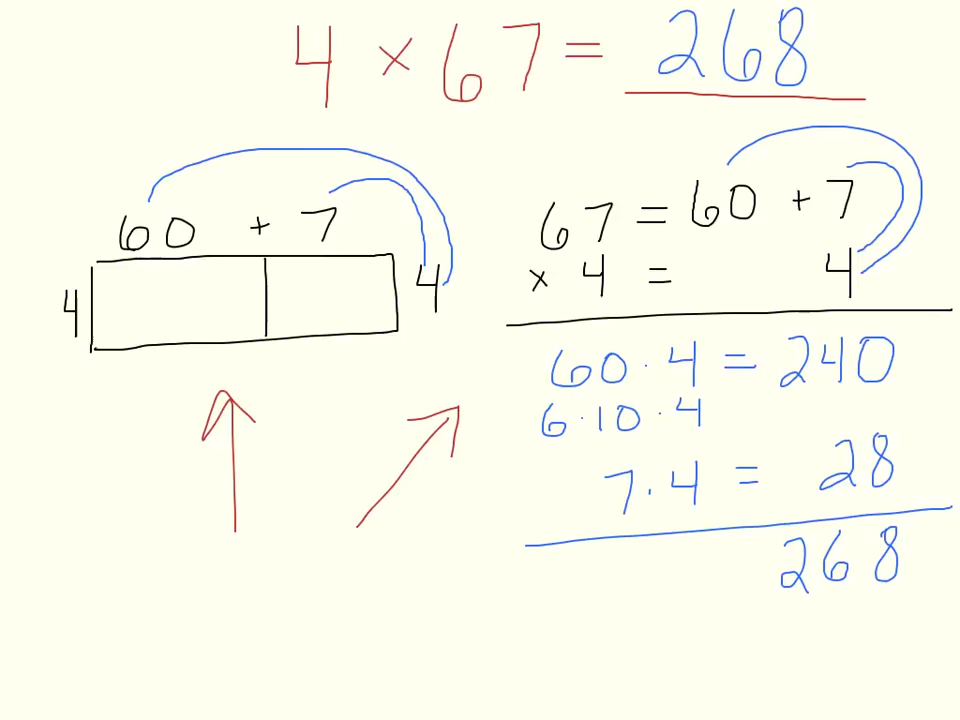 4 × 67 = 268
60 + 7
4 4
67 = 60 + 7
× 4 = 4
60 · 4 = 240
6 · 10 · 4
7 · 4 = 28
268